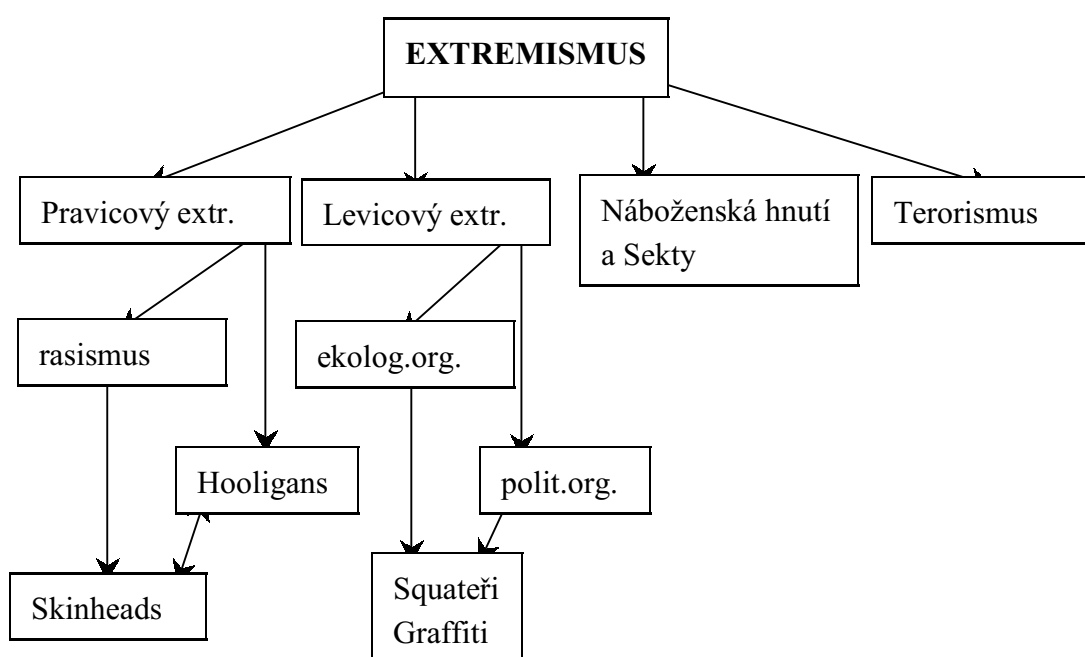 EXTREMISMUS
Pravicový extr.
Levicový extr.
Náboženská hnutí
a Sekty
Terorismus
rasismus
ekolog.org.
Hooligans
polit.org.
Skinheads
Squateři
Graffiti